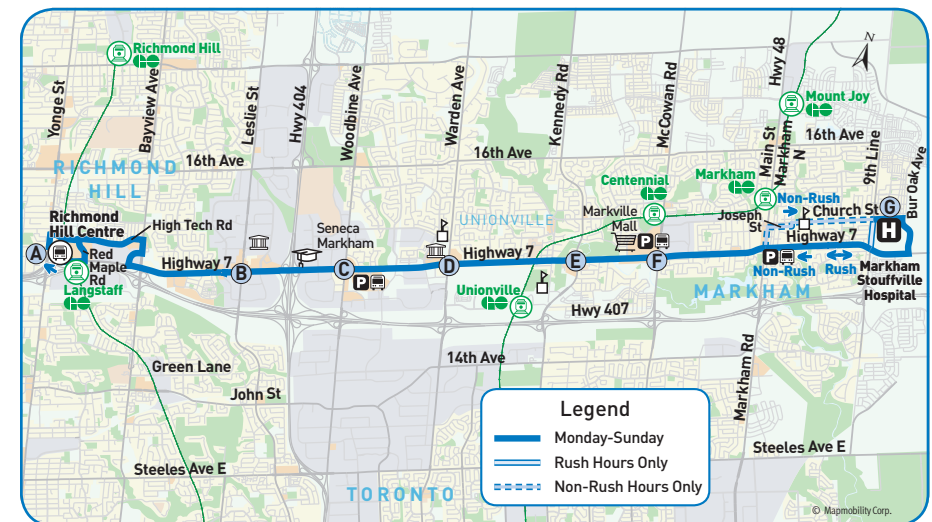 Richmond Hill
N
Hwy 48
Yonge St
Bayview Ave
Leslie St
Hwy 404
Woodbine Ave
Warden Ave
Kennedy Rd
McCowan Rd
Mount Joy
16th Ave
Main St
Markham
N
9th Line
Bur Oak Ave
16th Ave
16th Ave
RICHMOND
HILL
Centennial
Markham
Non-Rush
Richmond
Hill Centre
High Tech Rd
Seneca
Markham
UNIONVILLE
Markville
Mall
Joseph
St
Church St
G
H
Highway 7
A
Red
Maple
Rd
Highway 7
B
C
P
D
Highway 7
E
P
F
P
Non-Rush
Rush
Markham
Stouffville
Hospital
Langstaff
Unionville
MARKHAM
Hwy 407
14th Ave
Green Lane
John St
Markham Rd
Legend
Monday-Sunday
Rush Hours Only
Non-Rush Hours Only
Steeles Ave E
Steeles Ave E
TORONTO
© Mapmobility Corp.